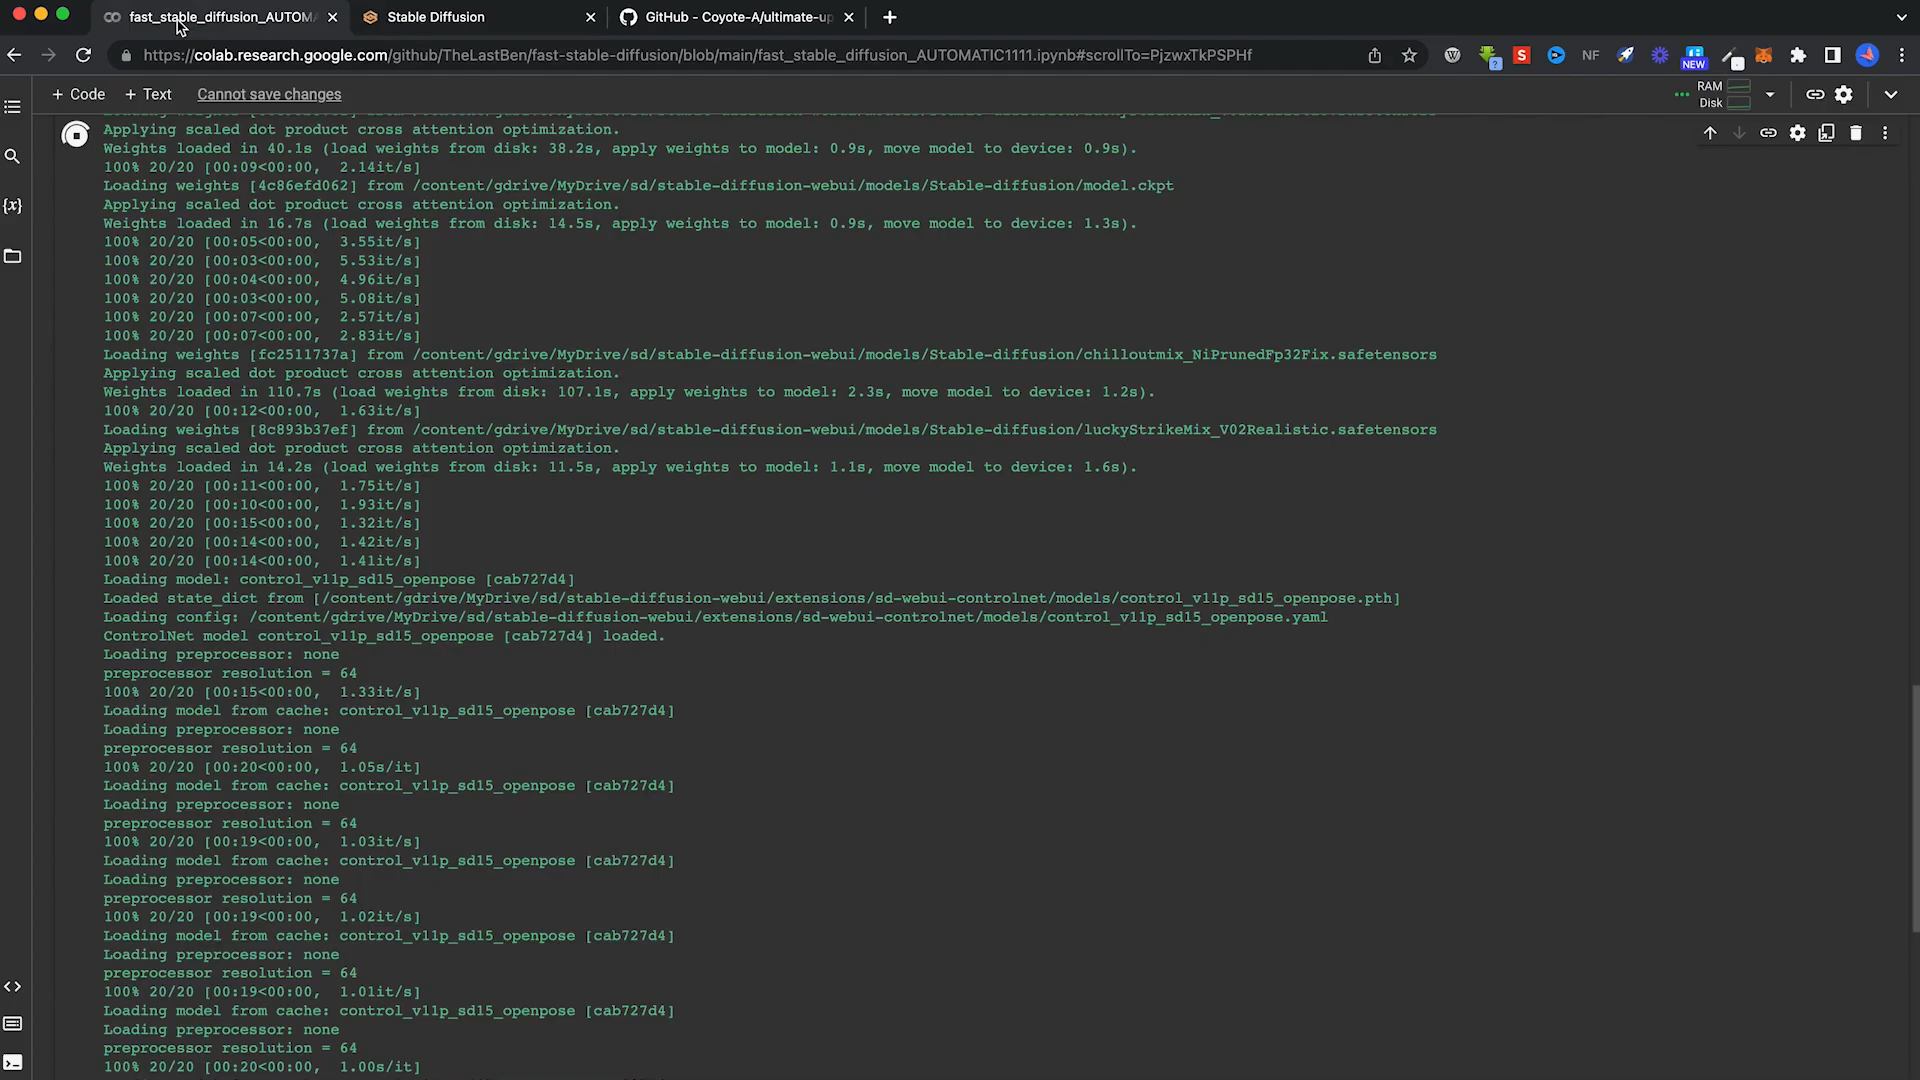 fast_stable_diffusion_AUTOMA
Stable Diffusion
GitHub - Coyote-A/ultimate-up
https://colab.research.google.com/github/TheLastBen/fast-stable-diffusion/blob/main/fast_stable_diffusion_AUTOMATIC1111.ipynb#scrollTo=PjzwxTkPSPHf
NF
NEW
+ Code + Text Cannot save changes
RAM
Disk
Applying scaled dot product cross attention optimization.
Weights loaded in 40.1s (load weights from disk: 38.2s, apply weights to model: 0.9s, move model to device: 0.9s).
100% 20/20 [00:09<00:00, 2.14it/s]
Loading weights [4c86efd062] from /content/gdrive/MyDrive/sd/stable-diffusion-webui/models/Stable-diffusion/model.ckpt
Applying scaled dot product cross attention optimization.
Weights loaded in 16.7s (load weights from disk: 14.5s, apply weights to model: 0.9s, move model to device: 1.3s).
100% 20/20 [00:05<00:00, 3.55it/s]
100% 20/20 [00:03<00:00, 5.53it/s]
100% 20/20 [00:04<00:00, 4.96it/s]
100% 20/20 [00:03<00:00, 5.08it/s]
100% 20/20 [00:07<00:00, 2.57it/s]
100% 20/20 [00:07<00:00, 2.83it/s]
Loading weights [fc2511737a] from /content/gdrive/MyDrive/sd/stable-diffusion-webui/models/Stable-diffusion/chilloutmix_NiPrunedFp32Fix.safetensors
Applying scaled dot product cross attention optimization.
Weights loaded in 110.7s (load weights from disk: 107.1s, apply weights to model: 2.3s, move model to device: 1.2s).
100% 20/20 [00:12<00:00, 1.63it/s]
Loading weights [8c893b37ef] from /content/gdrive/MyDrive/sd/stable-diffusion-webui/models/Stable-diffusion/luckyStrikeMix_V02Realistic.safetensors
Applying scaled dot product cross attention optimization.
Weights loaded in 14.2s (load weights from disk: 11.5s, apply weights to model: 1.1s, move model to device: 1.6s).
100% 20/20 [00:11<00:00, 1.75it/s]
100% 20/20 [00:10<00:00, 1.93it/s]
100% 20/20 [00:15<00:00, 1.32it/s]
100% 20/20 [00:14<00:00, 1.42it/s]
100% 20/20 [00:14<00:00, 1.41it/s]
Loading model: control_v11p_sd15_openpose [cab727d4]
Loaded state_dict from [/content/gdrive/MyDrive/sd/stable-diffusion-webui/extensions/sd-webui-controlnet/models/control_v11p_sd15_openpose.pth]
Loading config: /content/gdrive/MyDrive/sd/stable-diffusion-webui/extensions/sd-webui-controlnet/models/control_v11p_sd15_openpose.yaml
ControlNet model control_v11p_sd15_openpose [cab727d4] loaded.
Loading preprocessor: none
preprocessor resolution = 64
100% 20/20 [00:15<00:00, 1.33it/s]
Loading model from cache: control_v11p_sd15_openpose [cab727d4]
Loading preprocessor: none
preprocessor resolution = 64
100% 20/20 [00:20<00:00, 1.05s/it]
Loading model from cache: control_v11p_sd15_openpose [cab727d4]
Loading preprocessor: none
preprocessor resolution = 64
100% 20/20 [00:19<00:00, 1.03it/s]
Loading model from cache: control_v11p_sd15_openpose [cab727d4]
Loading preprocessor: none
preprocessor resolution = 64
100% 20/20 [00:19<00:00, 1.02it/s]
Loading model from cache: control_v11p_sd15_openpose [cab727d4]
Loading preprocessor: none
preprocessor resolution = 64
100% 20/20 [00:19<00:00, 1.01it/s]
Loading model from cache: control_v11p_sd15_openpose [cab727d4]
Loading preprocessor: none
preprocessor resolution = 64
100% 20/20 [00:20<00:00, 1.00s/it]